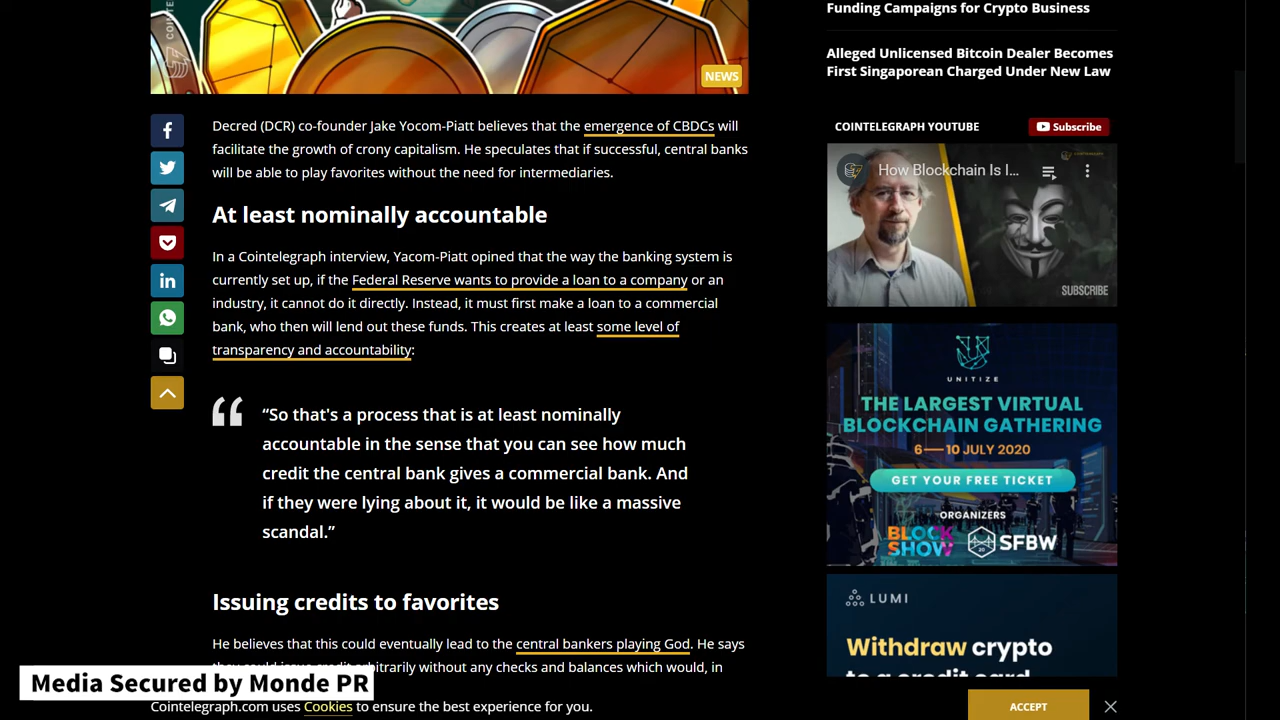 Funding Campaigns for Crypto Business
Alleged Unlicensed Bitcoin Dealer Becomes
First Singaporean Charged Under New Law
NEWS
Decred (DCR) co-founder Jake Yocom-Piatt believes that the emergence of CBDCs will
facilitate the growth of crony capitalism. He speculates that if successful, central banks
will be able to play favorites without the need for intermediaries.
At least nominally accountable
In a Cointelegraph interview, Yacom-Piatt opined that the way the banking system is
currently set up, if the Federal Reserve wants to provide a loan to a company or an
industry, it cannot do it directly. Instead, it must first make a loan to a commercial
bank, who then will lend out these funds. This creates at least some level of
transparency and accountability:
“So that's a process that is at least nominally
accountable in the sense that you can see how much
credit the central bank gives a commercial bank. And
if they were lying about it, it would be like a massive
scandal.”
Issuing credits to favorites
He believes that this could eventually lead to the central bankers playing God. He says
they could issue credit arbitrarily without any checks and balances which would, in
Media Secured by Monde PR
Cointelegraph.com uses Cookies to ensure the best experience for you.
ACCEPT
COINTELEGRAPH YOUTUBE
Subscribe
How Blockchain Is I...
SUBSCRIBE
UNITIZE
THE LARGEST VIRTUAL
BLOCKCHAIN GATHERING
6—10 JULY 2020
GET YOUR FREE TICKET
ORGANIZERS
BLOCK
SHOW
SFBW
LUMI
Withdraw crypto
to a credit card